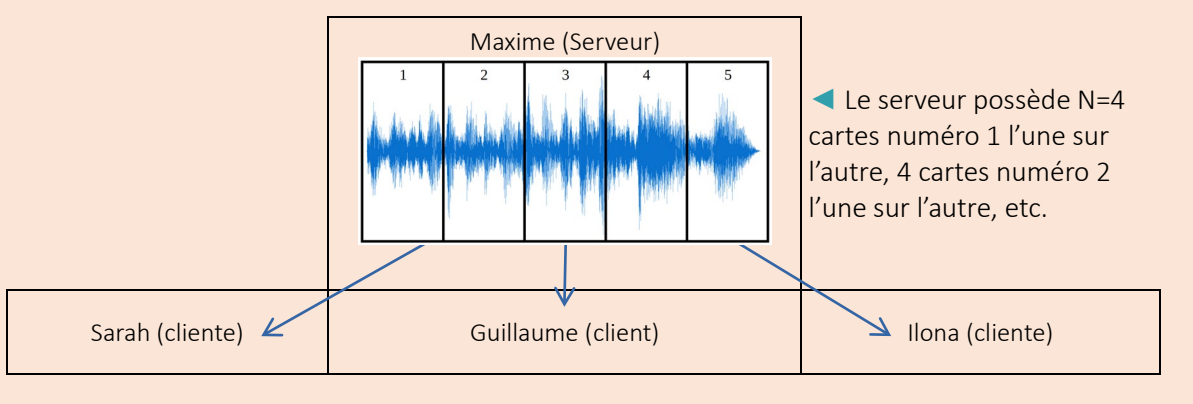 Maxime (Serveur)
1 2 3 4 5
◄ Le serveur possède N=4
cartes numéro 1 l’une sur
l’autre, 4 cartes numéro 2
l’une sur l’autre, etc.
Sarah (cliente)
Guillaume (client)
Ilona (cliente)